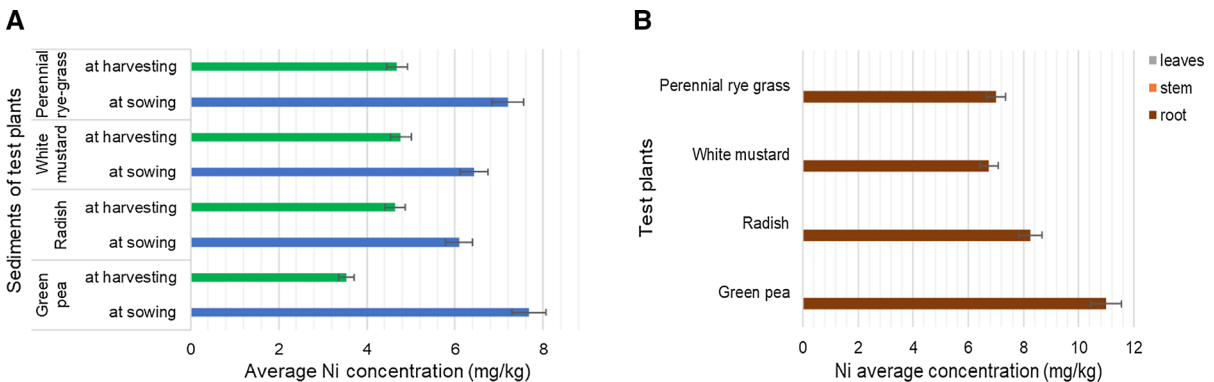 A
Sediments of test plants
Perennial
rye-grass
at harvesting
at sowing
White
mustard
at harvesting
at sowing
Radish
at harvesting
at sowing
Green
pea
at harvesting
at sowing
0 2 4 6 8
Average Ni concentration (mg/kg)
B
Test plants
Perennial rye grass
White mustard
Radish
Green pea
0 2 4 6 8 10 12
Ni average concentration (mg/kg)
leaves
stem
root